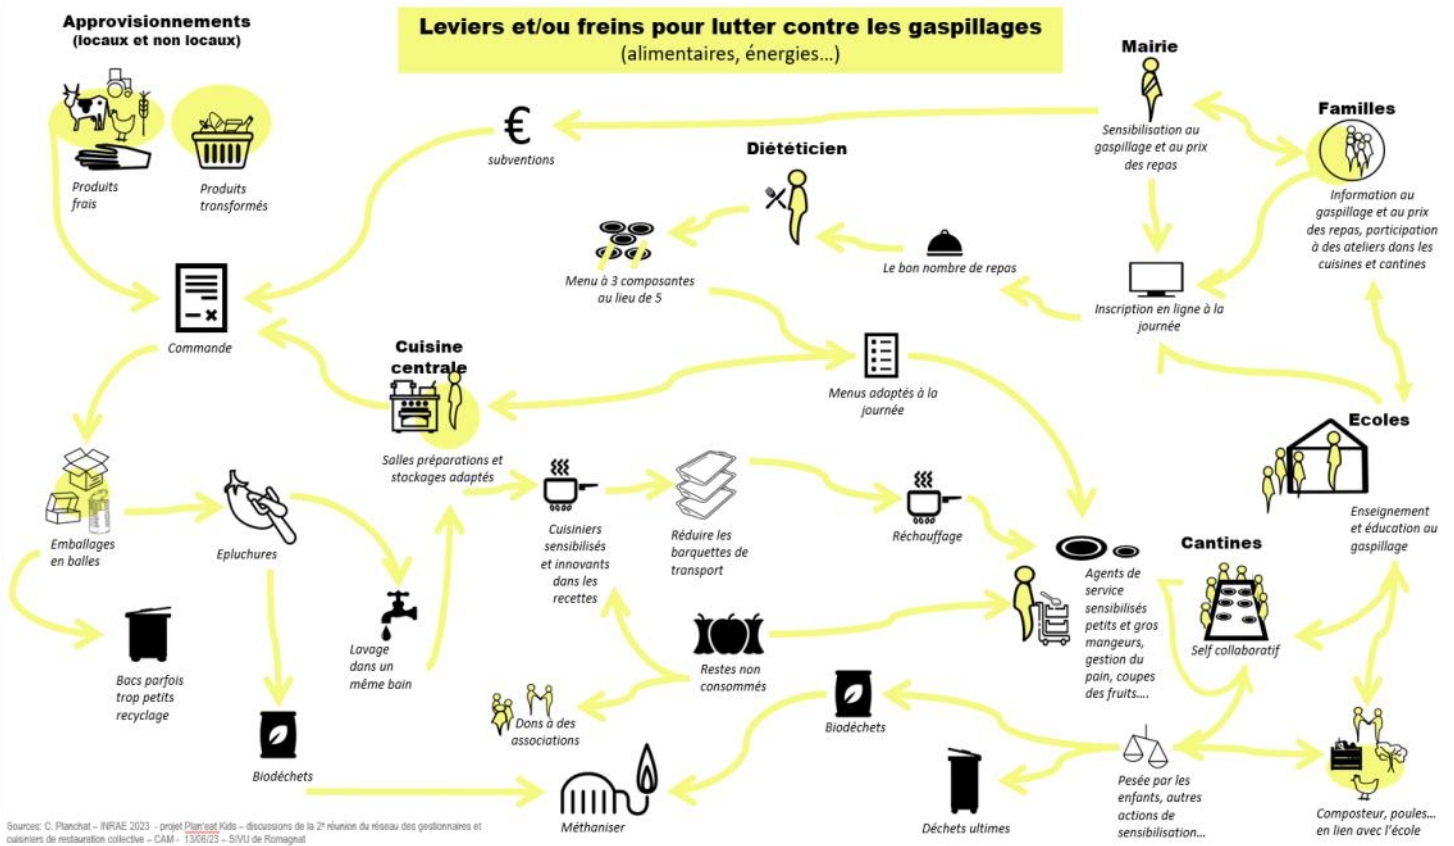 Leviers et/ou freins pour lutter contre les gaspillages
(alimentaires, énergies...)
Approvisionnements
(locaux et non locaux)
Produits
frais
Produits
transformés
€
subventions
Mairie
Sensibilisation au
gaspillage et au prix
des repas
Familles
Information au
gaspillage et au prix
des repas, participation
à des ateliers dans les
cuisines et cantines
Diététicien
Menu à 3 composantes
au lieu de 5
Le bon nombre de repas
Inscription en ligne à la
journée
Commande
Cuisine
centrale
Salles préparations et
stockages adaptés
Menus adaptés à la
journée
Ecoles
Enseignement
et éducation au
gaspillage
Emballages
en balles
Epluchures
Cuisiniers
sensibilisés
et innovants
dans les
recettes
Réduire les
barquettes de
transport
Réchauffage
Agents de
service
sensibilisés
petits et gros
mangeurs,
gestion du
pain, coupes
des fruits....
Cantines
Self collaboratif
Bacs parfois
trop petits
recyclage
Lavage
dans un
même bain
Restes non
consommés
Dons à des
associations
Biodéchets
Biodéchets
Méthaniser
Déchets ultimes
Pesée par les
enfants, autres
actions de
sensibilisation...
Composteur, poules...
en lien avec l'école
Sources: C. Planchat – INRAE 2023 - projet Plan'eat Kids – discussions de la 2e réunion du réseau des gestionnaires et
cuisiniers de restauration collective – CAM - 13/06/23 – SIVU de Romagnat